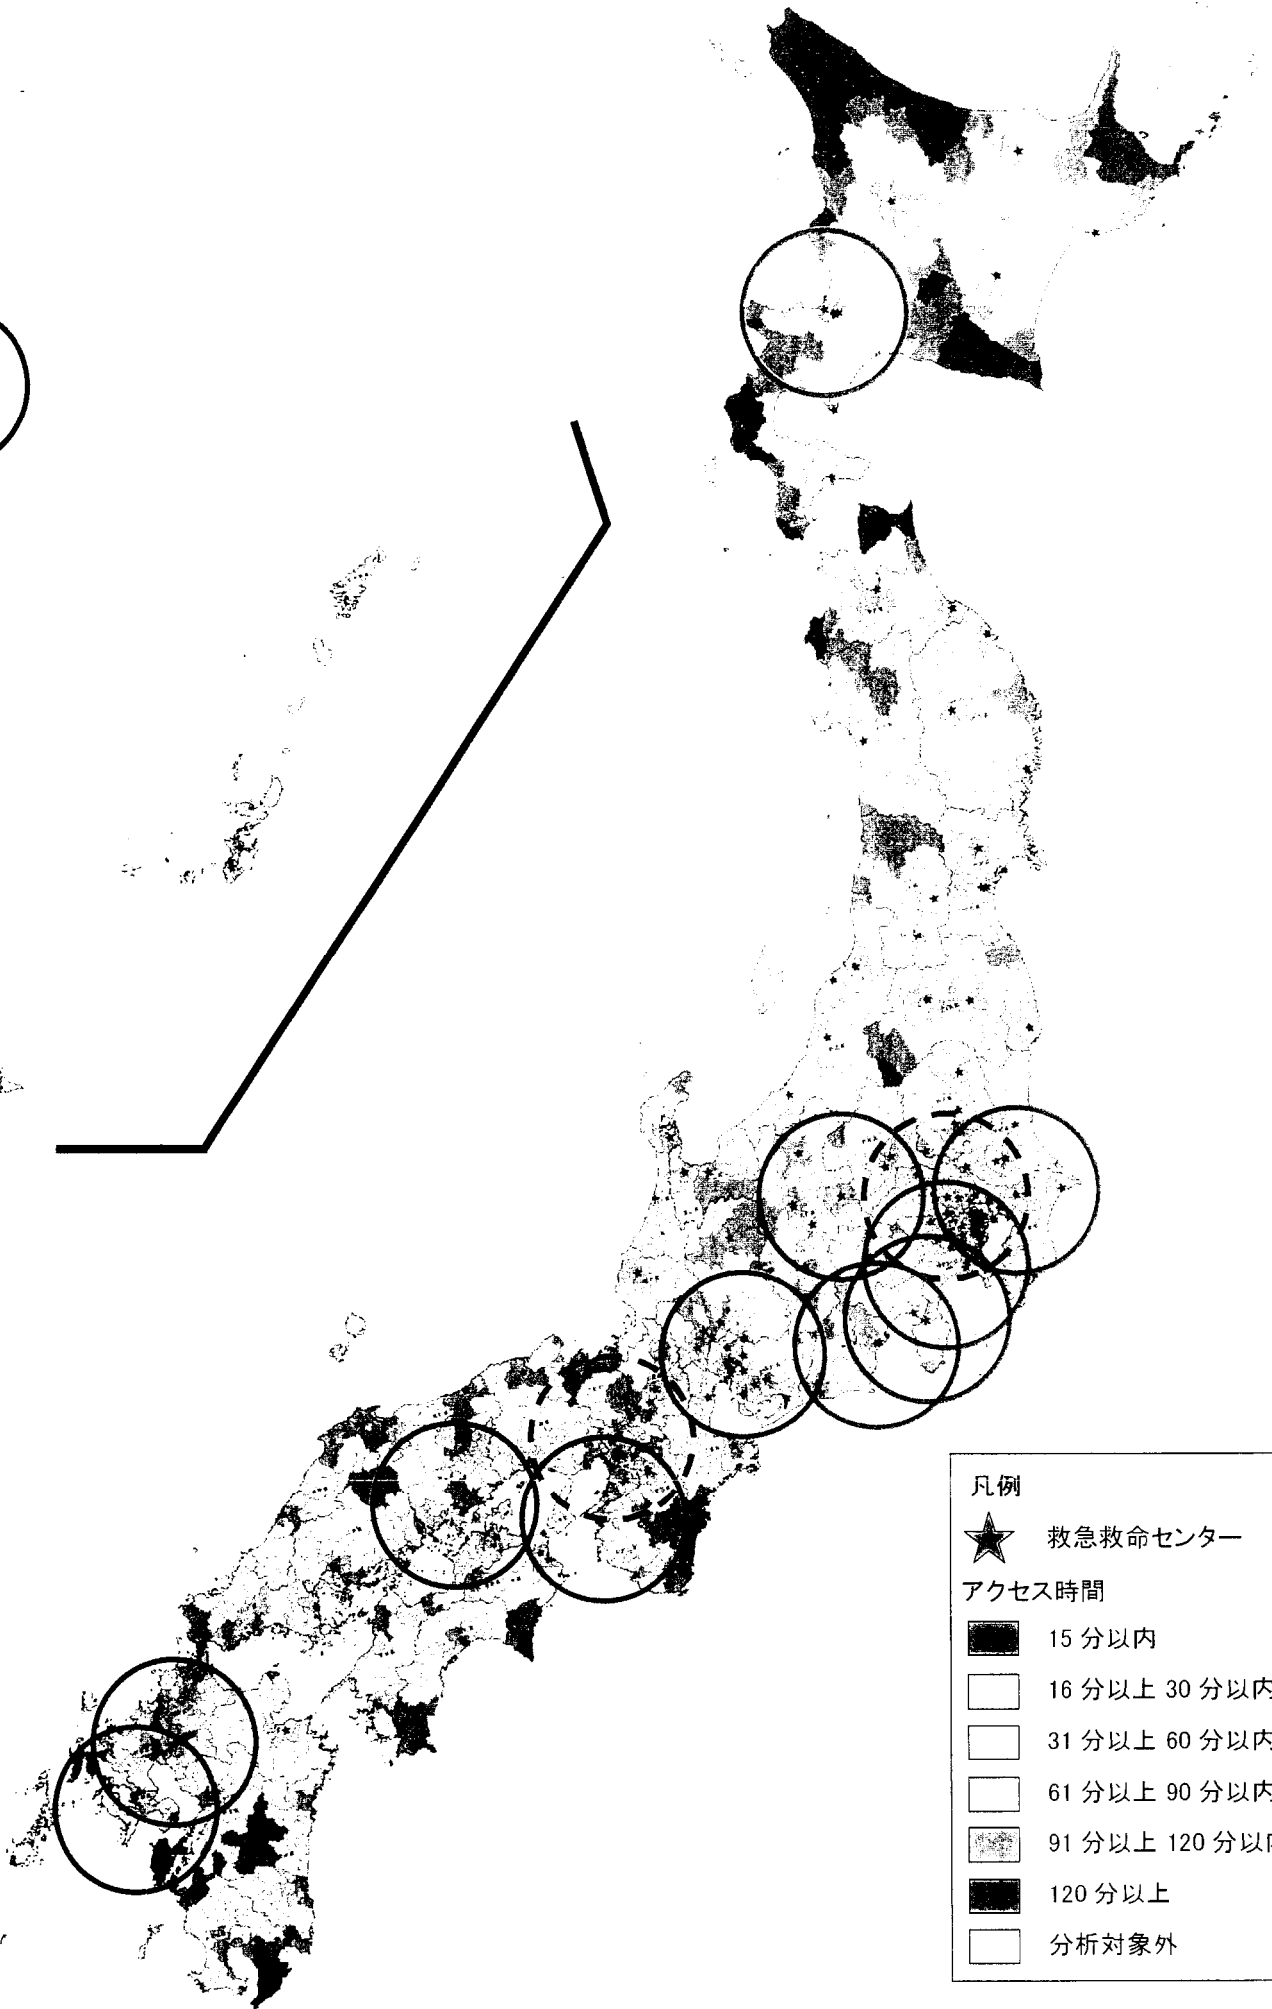 凡例
救急救命センター
アクセス時間
15 分以内
16 分以上 30 分以内
31 分以上 60 分以内
61 分以上 90 分以内
91 分以上 120 分以内
120 分以上
分析対象外